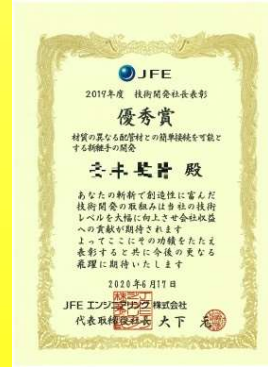 JFE
2019年度 技術開発社長表彰
優秀賞
材質の異なる配管材との簡単接続を可能と
する新継手の開発
殿
あなたの斬新で創造性に富んだ
技術開発の取組みは当社の技術
レベルを大幅に向上させ会社収益
への貢献が期待されます
よってここにその功績をたたえ
表彰すると共に今後の更なる
飛躍に期待いたします
2020年6月17日
JFE エンジニアリング株式会社
代表取締役社長 大下 元